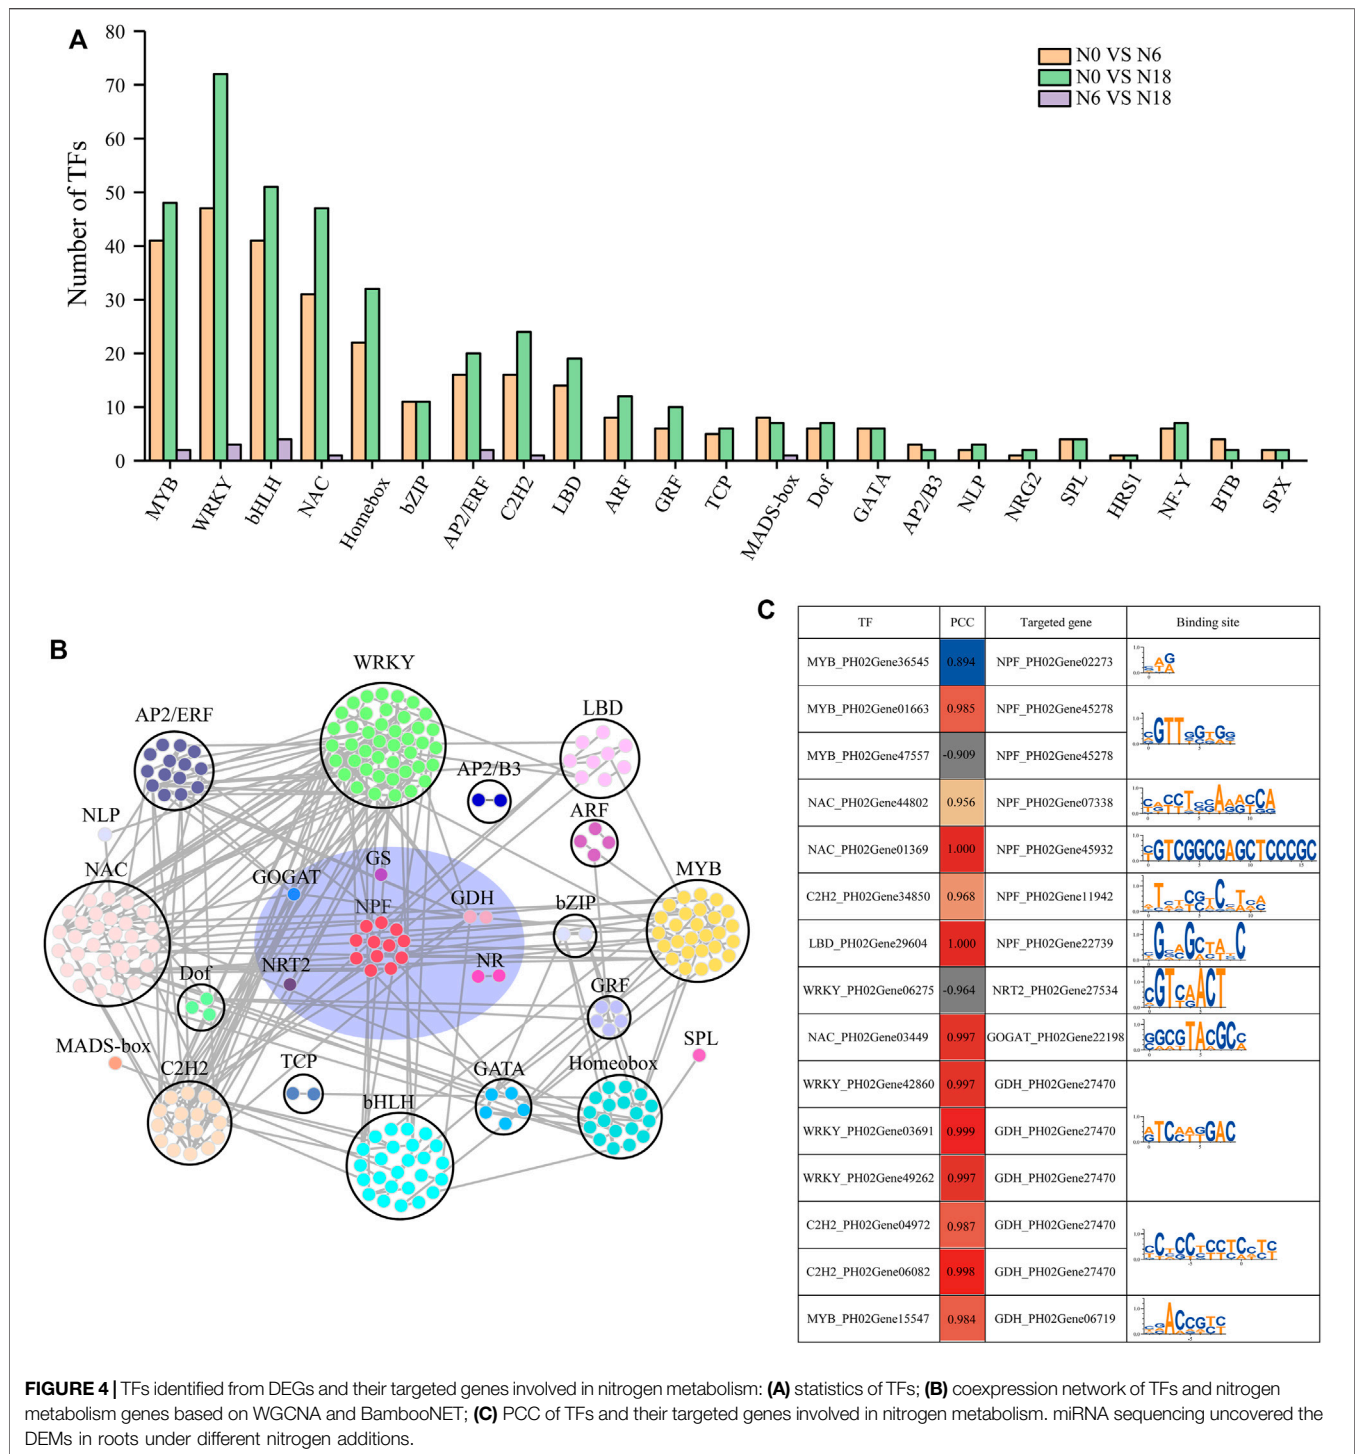 A
80
70
60
50
40
30
20
10
0
Number of TFs
N0 VS N6
N0 VS N18
N6 VS N18
MYB
WRKY
bHLH
NAC
Homebox
bZIP
AP2/ERF
C2H2
LBD
ARF
GRF
TCP
MADS-box
Dof
GATA
AP2/B3
NLP
NRG2
SPL
HRS1
NF-Y
BTB
SPX
B
WRKY
AP2/ERF
LBD
AP2/B3
NLP
ARF
NAC
GS
GOGAT
MYB
GDH
bZIP
NPF
NRT2
NR
Dof
GRF
MADS-box
SPL
C2H2
TCP
GATA
Homeobox
bHLH
C
TF PCC Targeted gene Binding site
MYB_PH02Gene36545 0.894 NPF_PH02Gene02273
MYB_PH02Gene01663 0.985 NPF_PH02Gene45278
MYB_PH02Gene47557 -0.909 NPF_PH02Gene45278
NAC_PH02Gene44802 0.956 NPF_PH02Gene07338
NAC_PH02Gene01369 1.000 NPF_PH02Gene45932
C2H2_PH02Gene34850 0.968 NPF_PH02Gene11942
LBD_PH02Gene29604 1.000 NPF_PH02Gene22739
WRKY_PH02Gene06275 -0.964 NRT2_PH02Gene27534
NAC_PH02Gene03449 0.997 GOGAT_PH02Gene22198
WRKY_PH02Gene42860 0.997 GDH_PH02Gene27470
WRKY_PH02Gene03691 0.999 GDH_PH02Gene27470
WRKY_PH02Gene49262 0.997 GDH_PH02Gene27470
C2H2_PH02Gene04972 0.987 GDH_PH02Gene27470
C2H2_PH02Gene06082 0.998 GDH_PH02Gene27470
MYB_PH02Gene15547 0.984 GDH_PH02Gene06719
FIGURE 4 | TFs identified from DEGs and their targeted genes involved in nitrogen metabolism: (A) statistics of TFs; (B) coexpression network of TFs and nitrogen
metabolism genes based on WGCNA and BambooNET; (C) PCC of TFs and their targeted genes involved in nitrogen metabolism. miRNA sequencing uncovered the
DEMs in roots under different nitrogen additions.